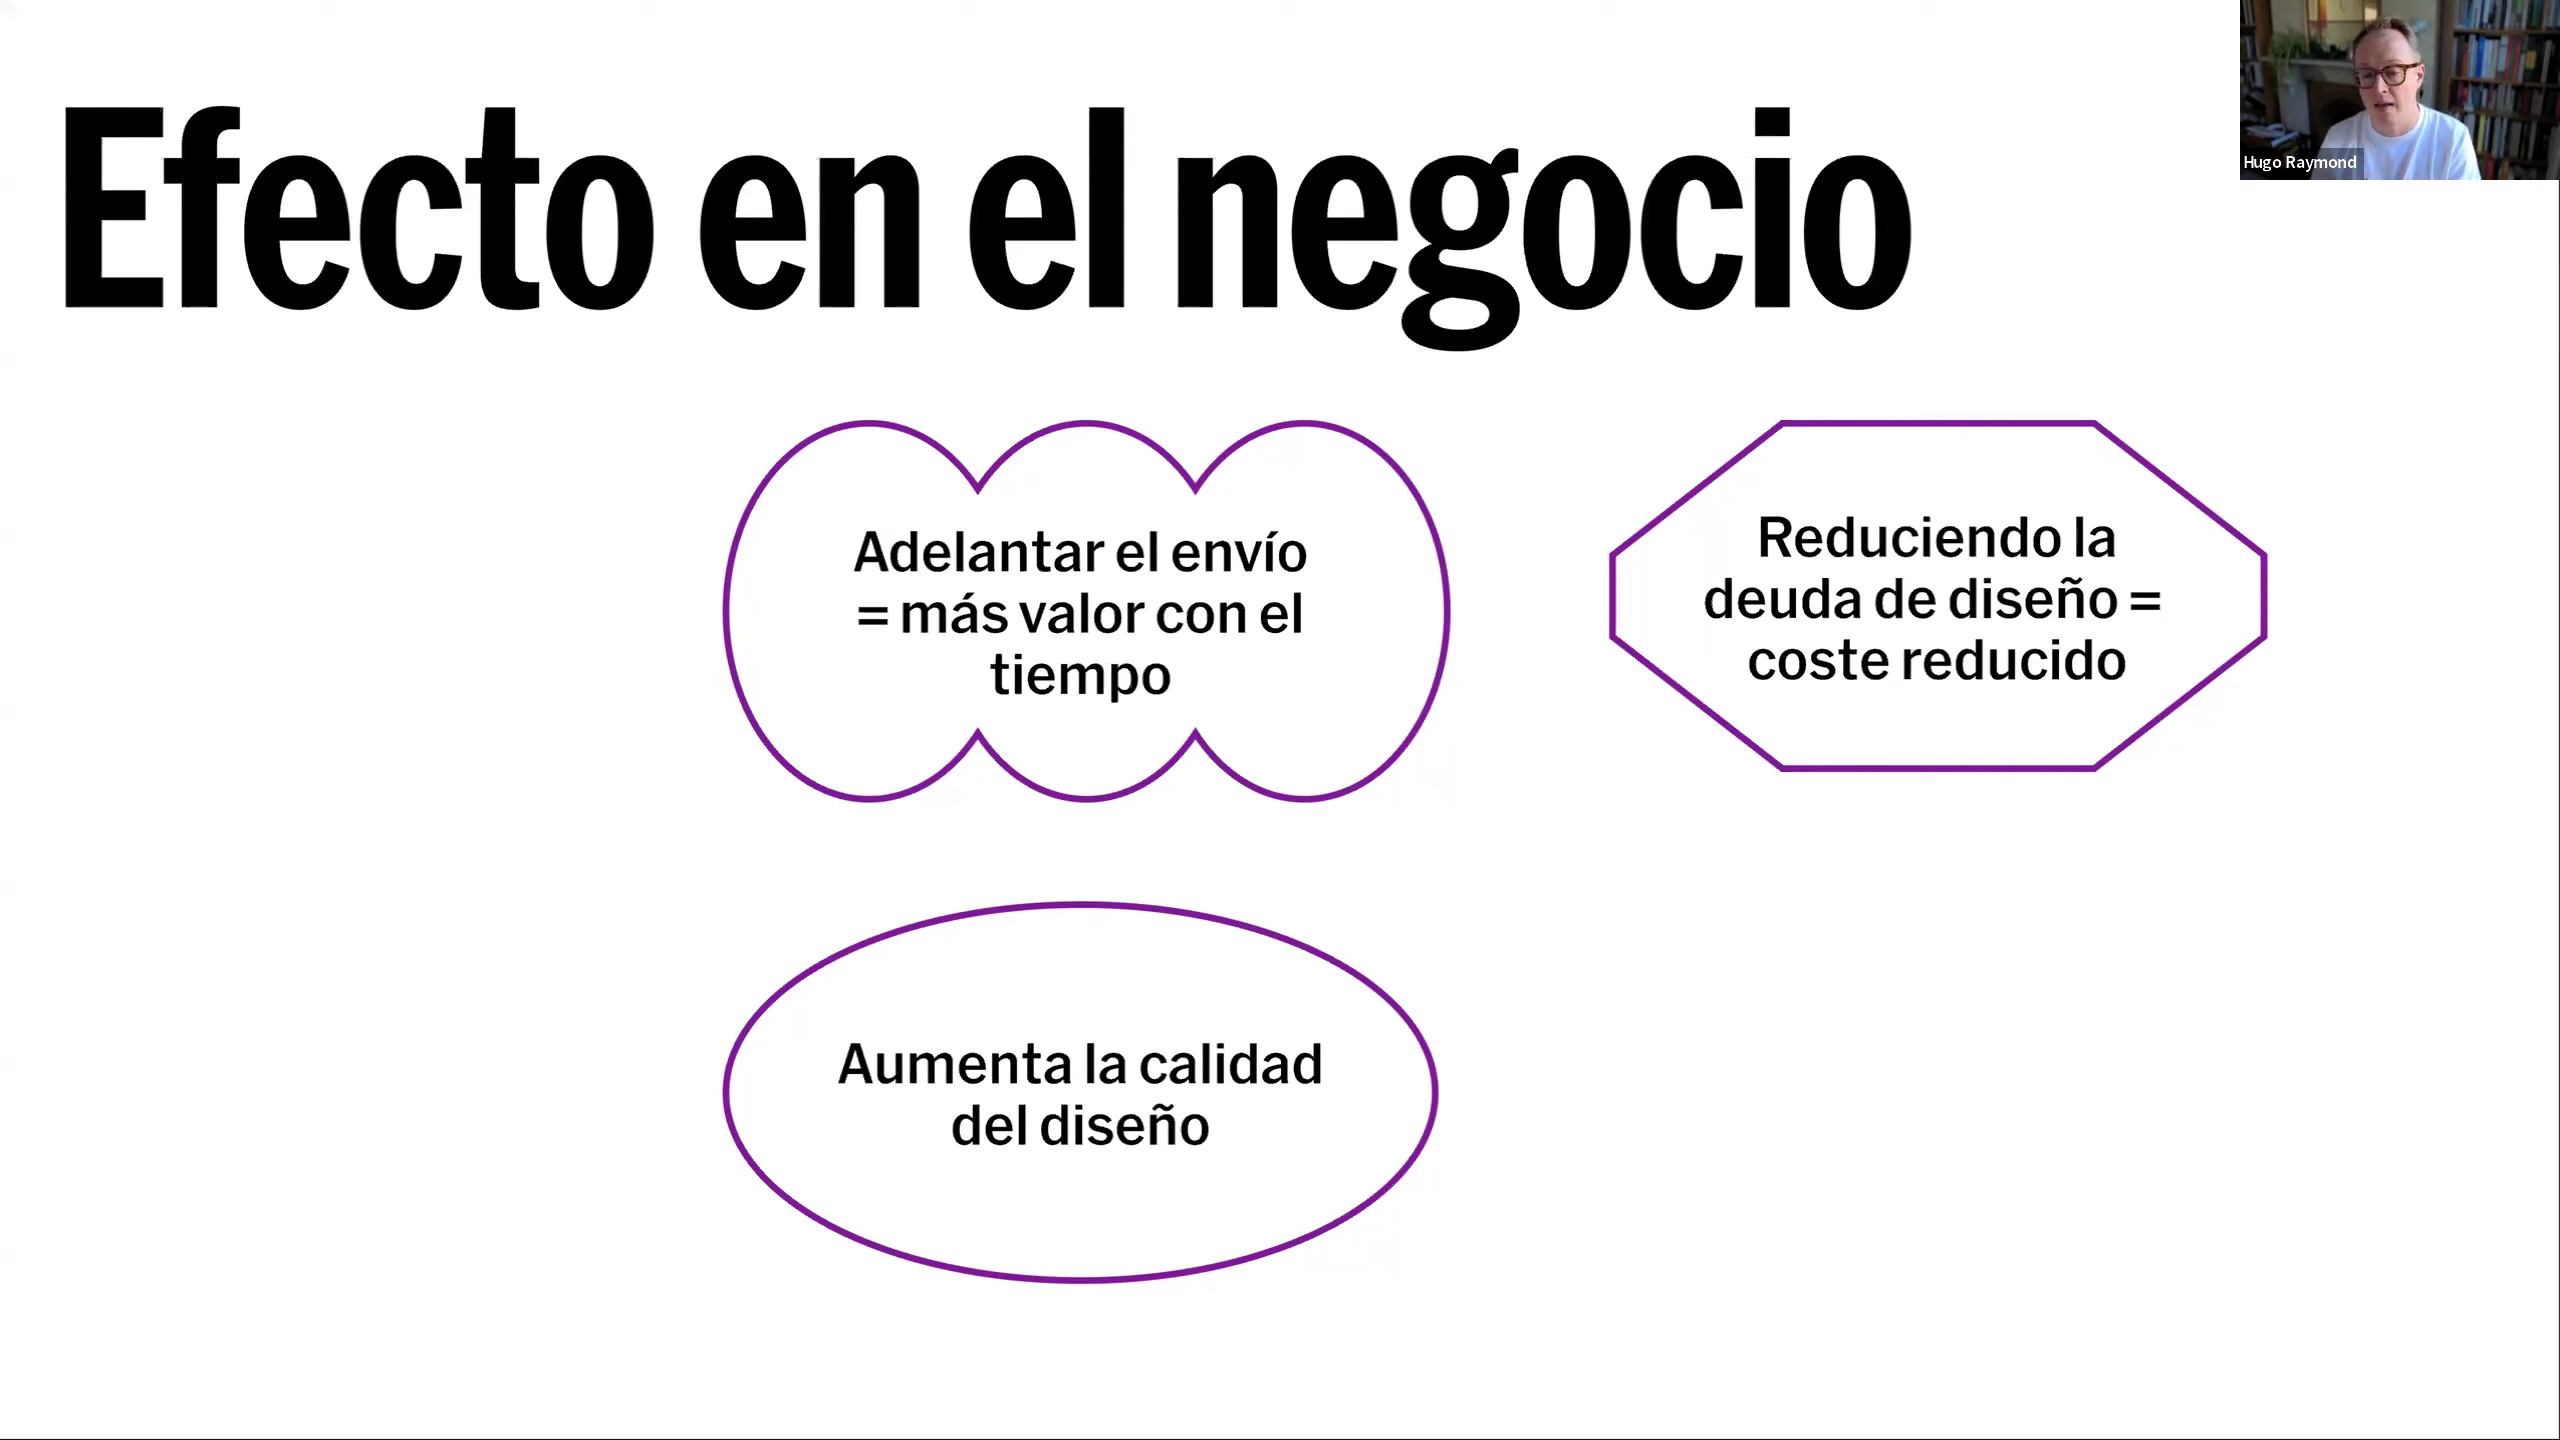 Efecto en el negocio
Hugo Raymond
Adelantar el envío
= más valor con el
tiempo
Reduciendo la
deuda de diseño =
coste reducido
Aumenta la calidad
del diseño